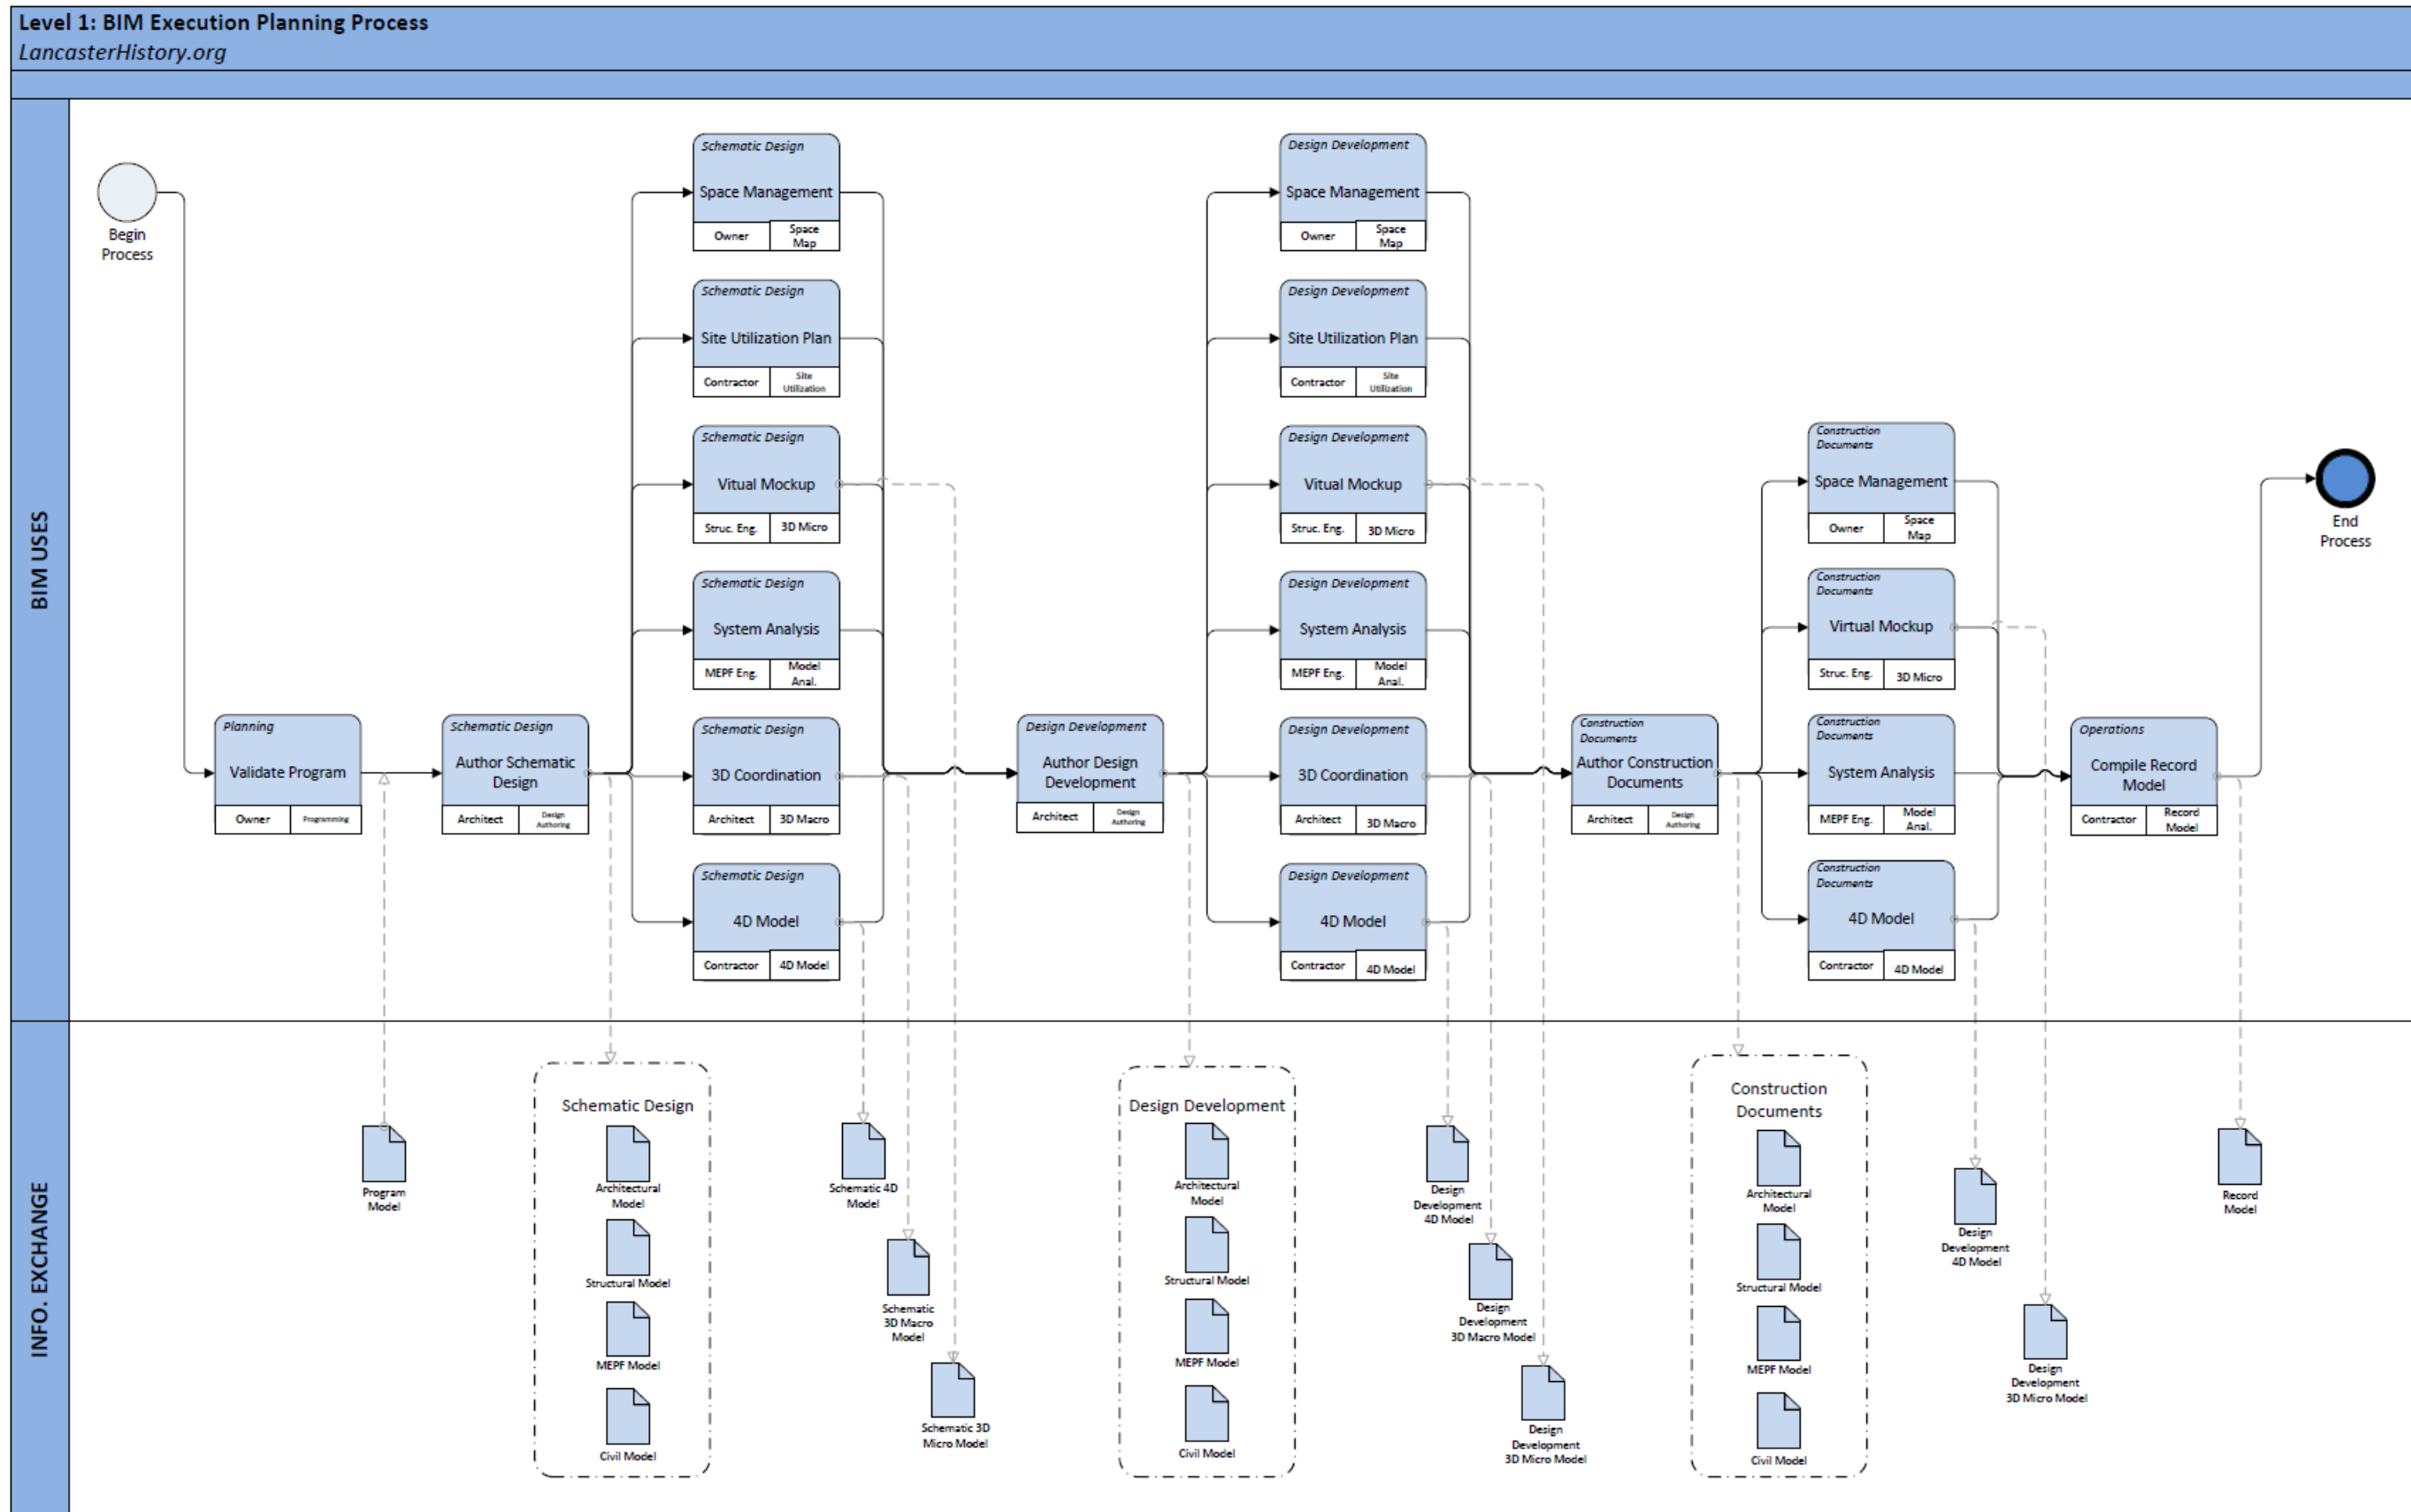 Level 1: BIM Execution Planning Process
LancasterHistory.org
BIM USES
Begin
Process
Planning
Validate Program
Owner
Programming
Schematic Design
Author Schematic
Design
Architect
Design
Authoring
Schematic Design
Space Management
Owner
Space
Map
Schematic Design
Site Utilization Plan
Contractor
Site
Utilization
Schematic Design
Vitual Mockup
Struc. Eng.
3D Micro
Schematic Design
System Analysis
MEPF Eng.
Model
Anal.
Schematic Design
3D Coordination
Architect
3D Macro
Schematic Design
4D Model
Contractor
4D Model
Design Development
Author Design
Development
Architect
Design
Authoring
Design Development
Space Management
Owner
Space
Map
Design Development
Site Utilization Plan
Contractor
Site
Utilization
Design Development
Vitual Mockup
Struc. Eng.
3D Micro
Design Development
System Analysis
MEPF Eng.
Model
Anal.
Design Development
3D Coordination
Architect
3D Macro
Design Development
4D Model
Contractor
4D Model
Construction
Documents
Author Construction
Documents
Architect
Design
Authoring
Construction
Documents
Space Management
Owner
Space
Map
Construction
Documents
Virtual Mockup
Struc. Eng.
3D Micro
Construction
Documents
System Analysis
MEPF Eng.
Model
Anal.
Construction
Documents
4D Model
Contractor
4D Model
Operations
Compile Record
Model
Contractor
Record
Model
End
Process
INFO. EXCHANGE
Program
Model
Schematic Design
Architectural
Model
Structural Model
MEPF Model
Civil Model
Schematic 4D
Model
Schematic
3D Macro
Model
Schematic 3D
Micro Model
Design Development
Architectural
Model
Structural Model
MEPF Model
Civil Model
Design
Development
4D Model
Design
Development
3D Macro Model
Design
Development
3D Micro Model
Construction
Documents
Architectural
Model
Structural Model
MEPF Model
Civil Model
Design
Development
4D Model
Design
Development
3D Micro Model
Record
Model